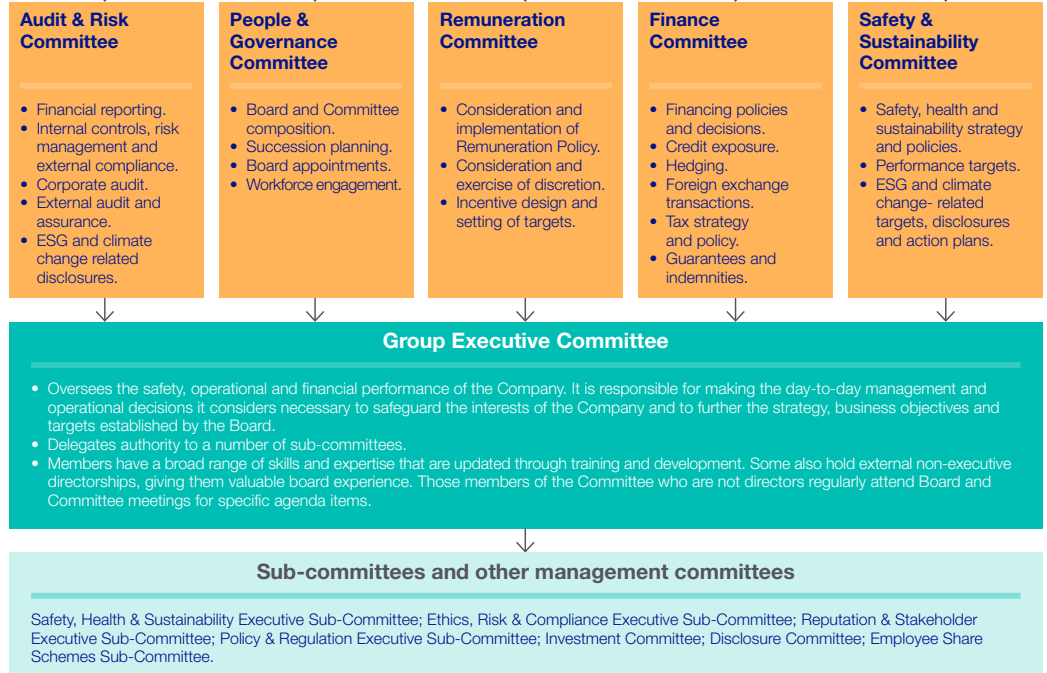 Audit & Risk
Committee
• Financial reporting.
• Internal controls, risk
management and
external compliance.
• Corporate audit.
• External audit and
assurance.
• ESG and climate
change related
disclosures.
People &
Governance
Committee
• Board and Committee
composition.
• Succession planning.
• Board appointments.
• Workforce engagement.
Remuneration
Committee
• Consideration and
implementation of
Remuneration Policy.
• Consideration and
exercise of discretion.
• Incentive design and
setting of targets.
Finance
Committee
• Financing policies
and decisions.
• Credit exposure.
• Hedging.
• Foreign exchange
transactions.
• Tax strategy
and policy.
• Guarantees and
indemnities.
Safety &
Sustainability
Committee
• Safety, health and
sustainability strategy
and policies.
• Performance targets.
• ESG and climate
change- related
targets, disclosures
and action plans.
Group Executive Committee
• Oversees the safety, operational and financial performance of the Company. It is responsible for making the day-to-day management and
operational decisions it considers necessary to safeguard the interests of the Company and to further the strategy, business objectives and
targets established by the Board.
• Delegates authority to a number of sub-committees.
• Members have a broad range of skills and expertise that are updated through training and development. Some also hold external non-executive
directorships, giving them valuable board experience. Those members of the Committee who are not directors regularly attend Board and
Committee meetings for specific agenda items.
Sub-committees and other management committees
Safety, Health & Sustainability Executive Sub-Committee; Ethics, Risk & Compliance Executive Sub-Committee; Reputation & Stakeholder
Executive Sub-Committee; Policy & Regulation Executive Sub-Committee; Investment Committee; Disclosure Committee; Employee Share
Schemes Sub-Committee.